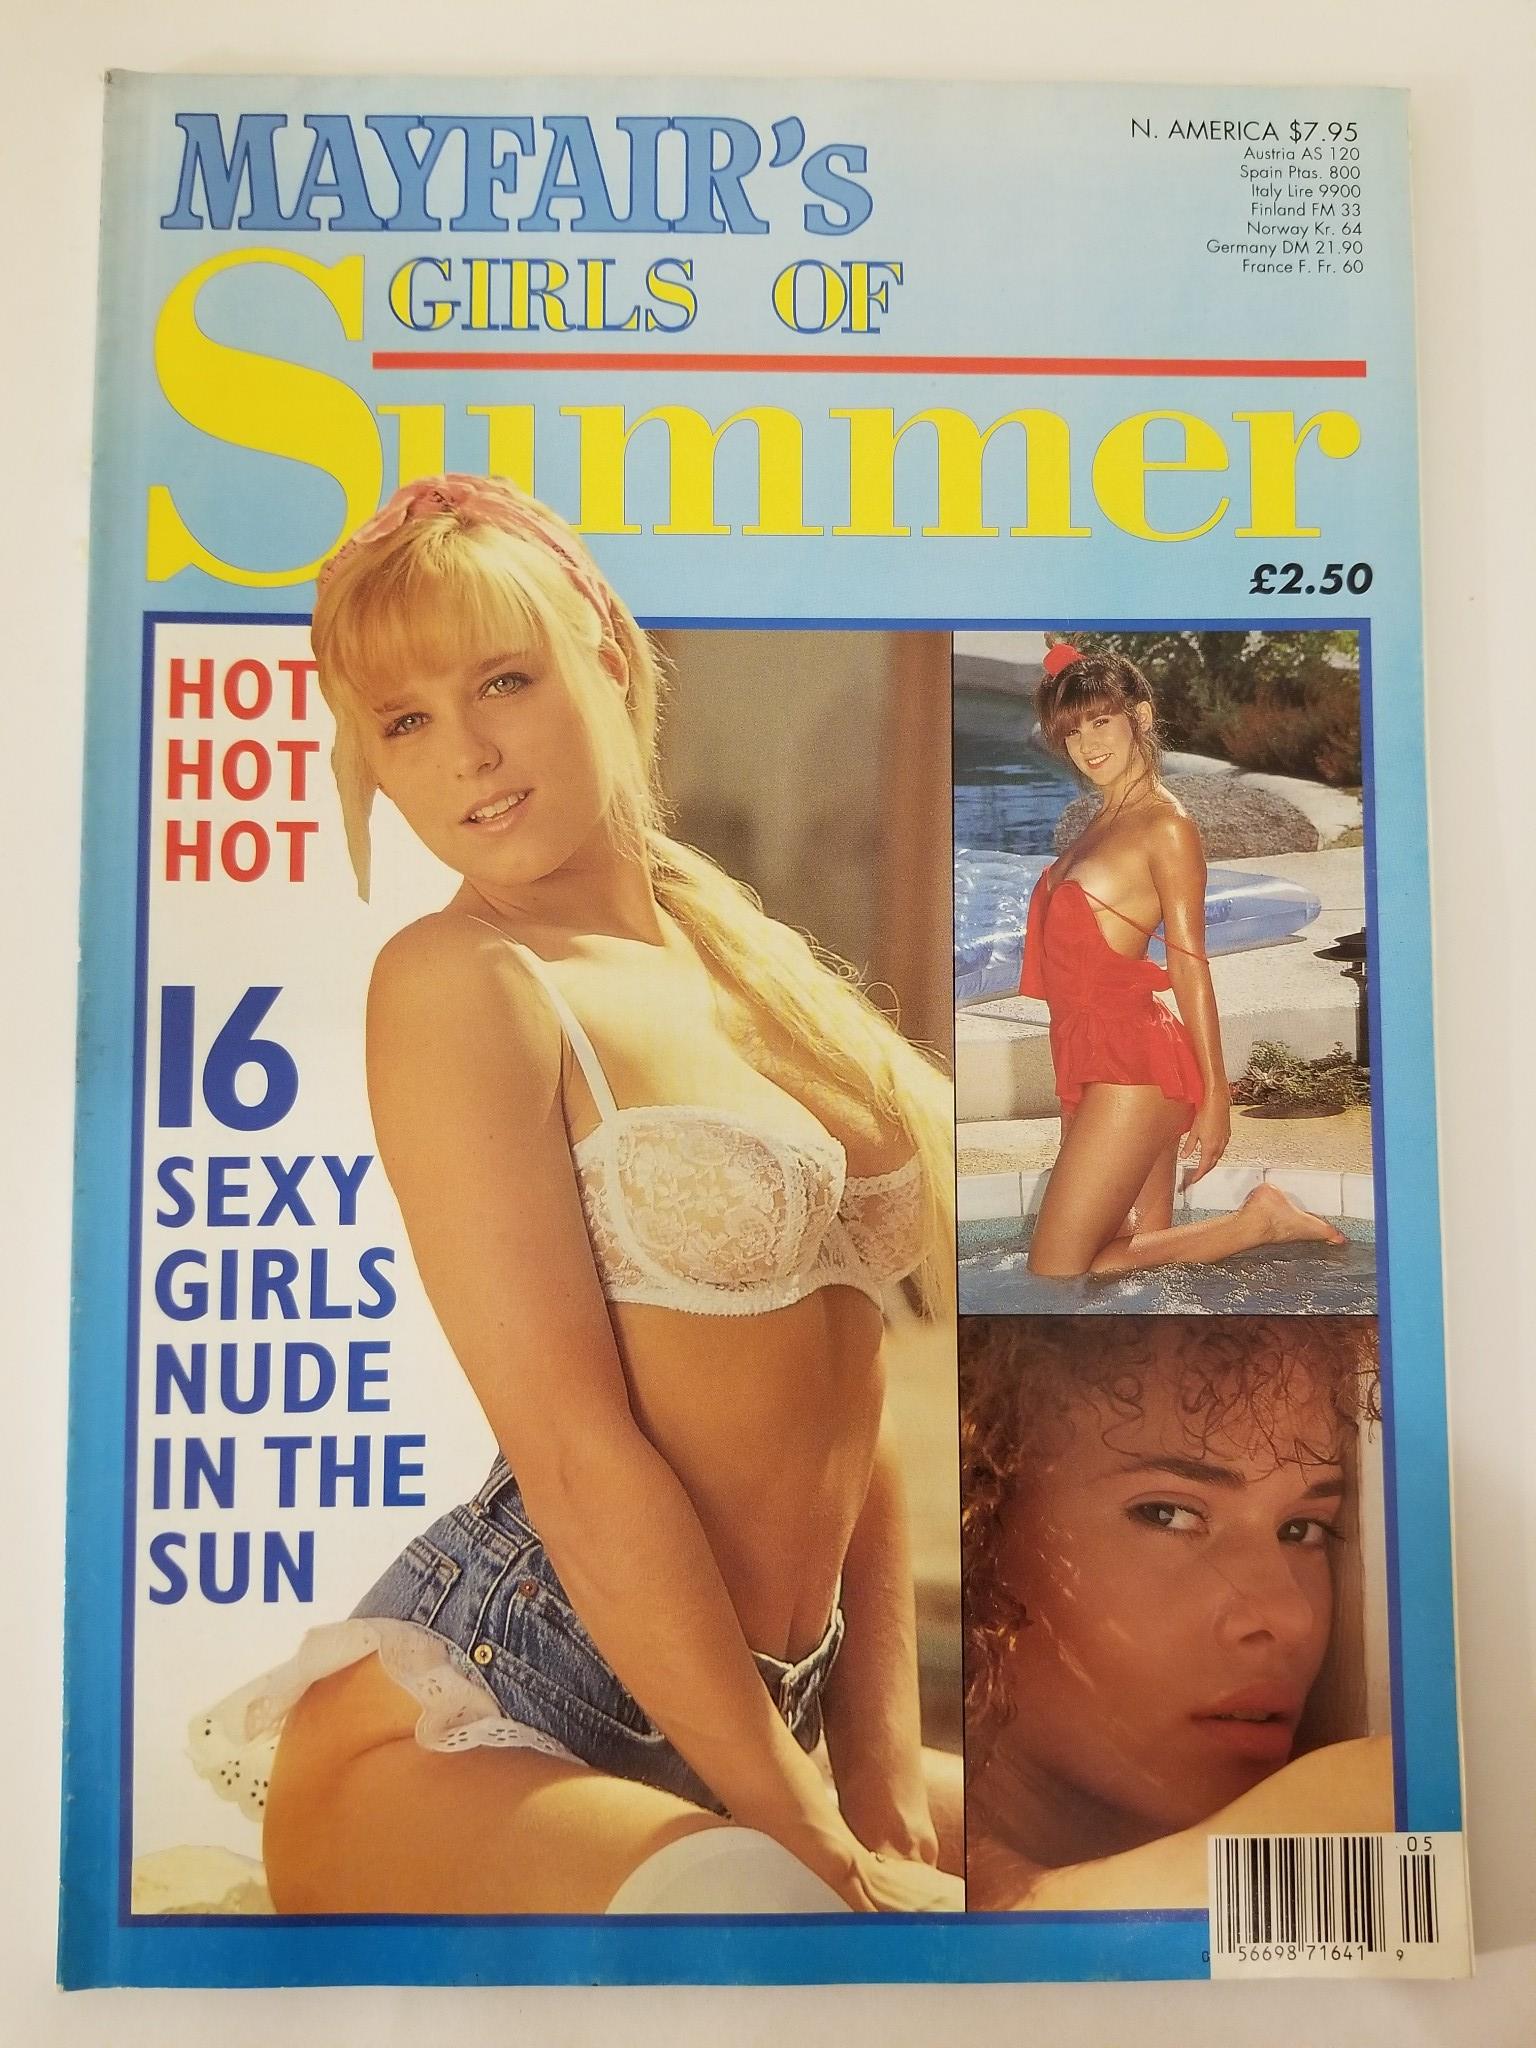 MAYFAIR's
GIRLS OF
Summer
N. AMERICA $7.95
Austria AS 120
Spain Ptas. 800
Italy Lire 9900
Finland FM 33
Norway Kr. 64
Germany DM 21.90
France F. Fr. 60
£2.50
HOT
HOT
HOT
16
SEXY
GIRLS
NUDE
IN THE
SUN
05
0 56698 71641 9